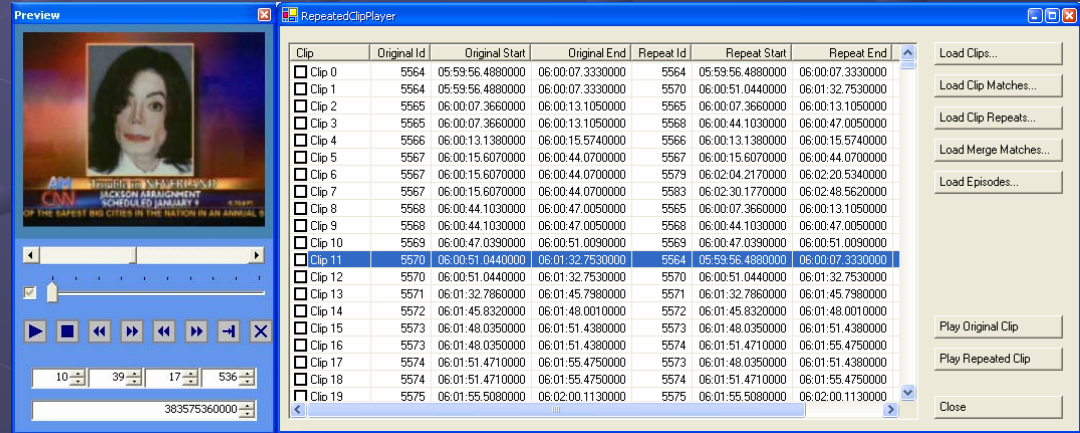 Preview
CNN
JACKSON ARRAIGNMENT
SCHEDULED JANUARY 9
OF THE SAFEST BIG CITIES IN THE NATION IN AN ANNUAL
10 39 17 536
383575360000
RepeatedClipPlayer
Clip Original Id Original Start Original End Repeat Id Repeat Start Repeat End
Clip 0 5564 05:59:56.4880000 06:00:07.3330000 5564 05:59:56.4880000 06:00:07.3330000
Clip 1 5564 05:59:56.4880000 06:00:07.3330000 5570 06:00:51.0440000 06:01:32.7530000
Clip 2 5565 06:00:07.3660000 06:00:13.1050000 5565 06:00:07.3660000 06:00:13.1050000
Clip 3 5565 06:00:07.3660000 06:00:13.1050000 5568 06:00:44.1030000 06:00:47.0050000
Clip 4 5566 06:00:13.1380000 06:00:15.5740000 5566 06:00:13.1380000 06:00:15.5740000
Clip 5 5567 06:00:15.6070000 06:00:44.0700000 5567 06:00:15.6070000 06:00:44.0700000
Clip 6 5567 06:00:15.6070000 06:00:44.0700000 5579 06:02:04.2170000 06:02:20.5340000
Clip 7 5567 06:00:15.6070000 06:00:44.0700000 5583 06:02:30.1770000 06:02:48.5620000
Clip 8 5568 06:00:44.1030000 06:00:47.0050000 5565 06:00:07.3660000 06:00:13.1050000
Clip 9 5568 06:00:44.1030000 06:00:47.0050000 5568 06:00:44.1030000 06:00:47.0050000
Clip 10 5569 06:00:47.0390000 06:00:51.0090000 5569 06:00:47.0390000 06:00:51.0090000
Clip 11 5570 06:00:51.0440000 06:01:32.7530000 5564 05:59:56.4880000 06:00:07.3330000
Clip 12 5570 06:00:51.0440000 06:01:32.7530000 5570 06:00:51.0440000 06:01:32.7530000
Clip 13 5571 06:01:32.7860000 06:01:45.7980000 5571 06:01:32.7860000 06:01:45.7980000
Clip 14 5572 06:01:45.8320000 06:01:48.0010000 5572 06:01:45.8320000 06:01:48.0010000
Clip 15 5573 06:01:48.0350000 06:01:51.4380000 5573 06:01:48.0350000 06:01:51.4380000
Clip 16 5573 06:01:48.0350000 06:01:51.4380000 5574 06:01:51.4710000 06:01:55.4750000
Clip 17 5574 06:01:51.4710000 06:01:55.4750000 5573 06:01:48.0350000 06:01:51.4380000
Clip 18 5574 06:01:51.4710000 06:01:55.4750000 5574 06:01:51.4710000 06:01:55.4750000
Clip 19 5575 06:01:55.5080000 06:02:00.1130000 5575 06:01:55.5080000 06:02:00.1130000
Load Clips...
Load Clip Matches...
Load Clip Repeats...
Load Merge Matches...
Load Episodes...
Play Original Clip
Play Repeated Clip
Close